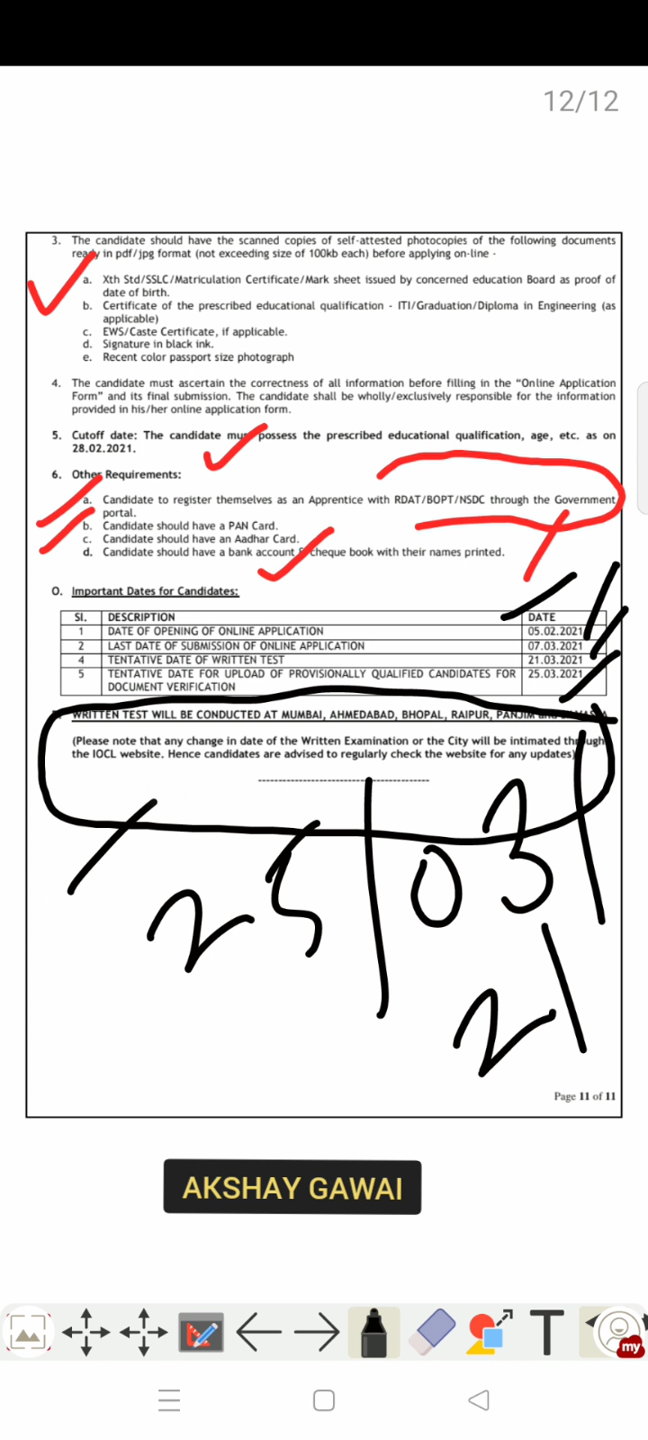 12/12
3. The candidate should have the scanned copies of self-attested photocopies of the following documents
ready in pdf/jpg format (not exceeding size of 100kb each) before applying on-line -
a. Xth Std/SSLC/Matriculation Certificate/Mark sheet issued by concerned education Board as proof of
date of birth.
b. Certificate of the prescribed educational qualification - ITI/Graduation/Diploma in Engineering (as
applicable)
c. EWS/Caste Certificate, if applicable.
d. Signature in black ink.
e. Recent color passport size photograph
4. The candidate must ascertain the correctness of all information before filling in the “Online Application
Form” and its final submission. The candidate shall be wholly/exclusively responsible for the information
provided in his/her online application form.
5. Cutoff date: The candidate must possess the prescribed educational qualification, age, etc. as on
28.02.2021.
6. Other Requirements:
a. Candidate to register themselves as an Apprentice with RDAT/BOPT/NSDC through the Government
portal.
b. Candidate should have a PAN Card.
c. Candidate should have an Aadhar Card.
d. Candidate should have a bank account cheque book with their names printed.
O. Important Dates for Candidates:
Sl. DESCRIPTION DATE
1 DATE OF OPENING OF ONLINE APPLICATION 05.02.2021
2 LAST DATE OF SUBMISSION OF ONLINE APPLICATION 07.03.2021
4 TENTATIVE DATE OF WRITTEN TEST 21.03.2021
5 TENTATIVE DATE FOR UPLOAD OF PROVISIONALLY QUALIFIED CANDIDATES FOR 25.03.2021
DOCUMENT VERIFICATION
WRITTEN TEST WILL BE CONDUCTED AT MUMBAI, AHMEDABAD, BHOPAL, RAIPUR, PANJIM and
(Please note that any change in date of the Written Examination or the City will be intimated through
the IOCL website. Hence candidates are advised to regularly check the website for any updates)
25/03/
21
Page 11 of 11
AKSHAY GAWAI
T
my